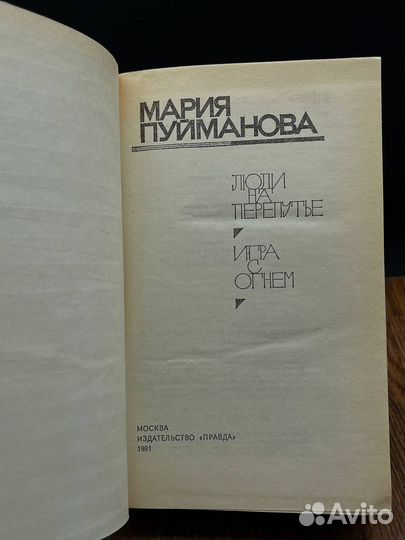 МАРИЯ
ПУЙМАНОВА
ЛЮДИ
НА
ПЕРЕПУТЬЕ
ИГРА
С
ОГНЕМ
МОСКВА
ИЗДАТЕЛЬСТВО «ПРАВДА»
1981
Avito